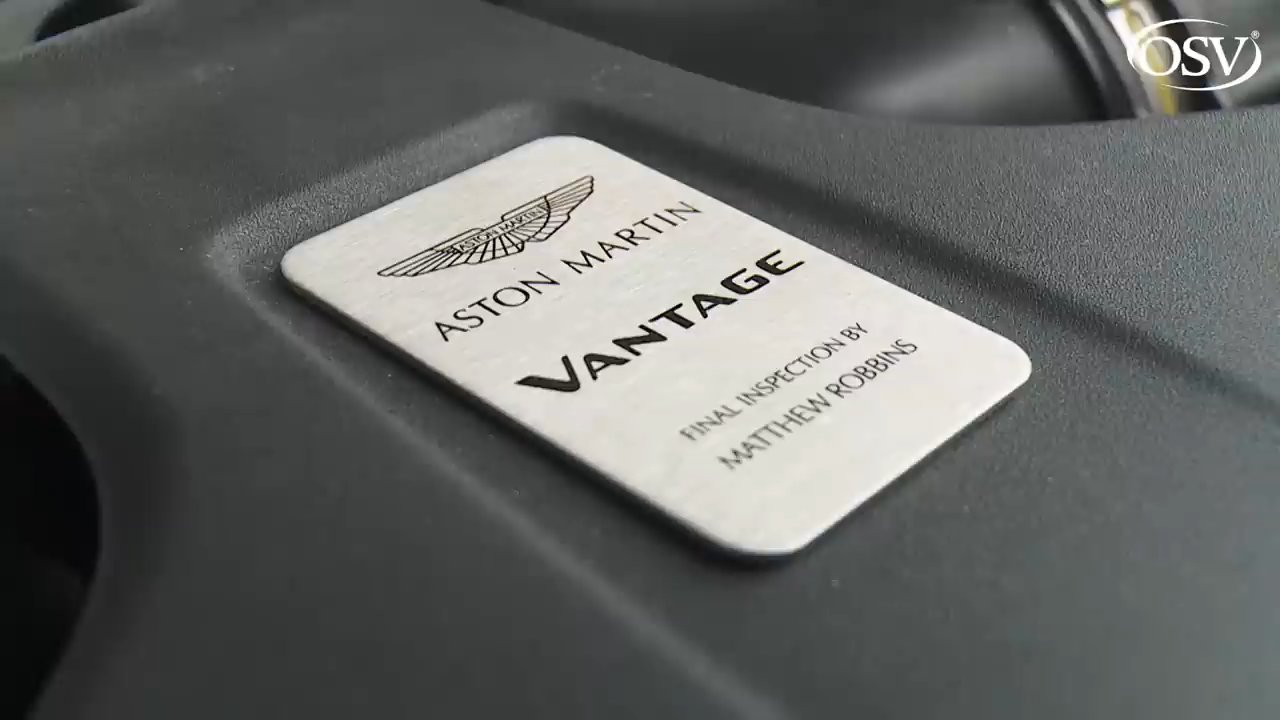 OSV®
ASTON MARTIN
ASTON MARTIN
VANTAGE
FINAL INSPECTION BY
MATTHEW ROBBINS